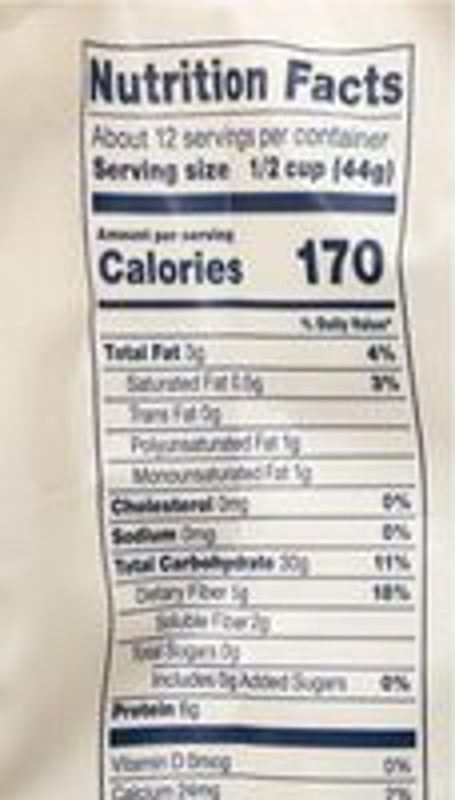 Nutrition Facts
About 12 servings per container
Serving size 1/2 cup (44g)
Amount per serving
Calories 170
% Daily Value*
Total Fat 3g 4%
Saturated Fat 0.5g 3%
Trans Fat 0g
Polyunsaturated Fat 1g
Monounsaturated Fat 1g
Cholesterol 0mg 0%
Sodium 0mg 0%
Total Carbohydrate 30g 11%
Dietary Fiber 5g 18%
Soluble Fiber 2g
Total Sugars 0g
Includes 0g Added Sugars 0%
Protein 6g
Vitamin D 0mcg 0%
Calcium 24mg 2%